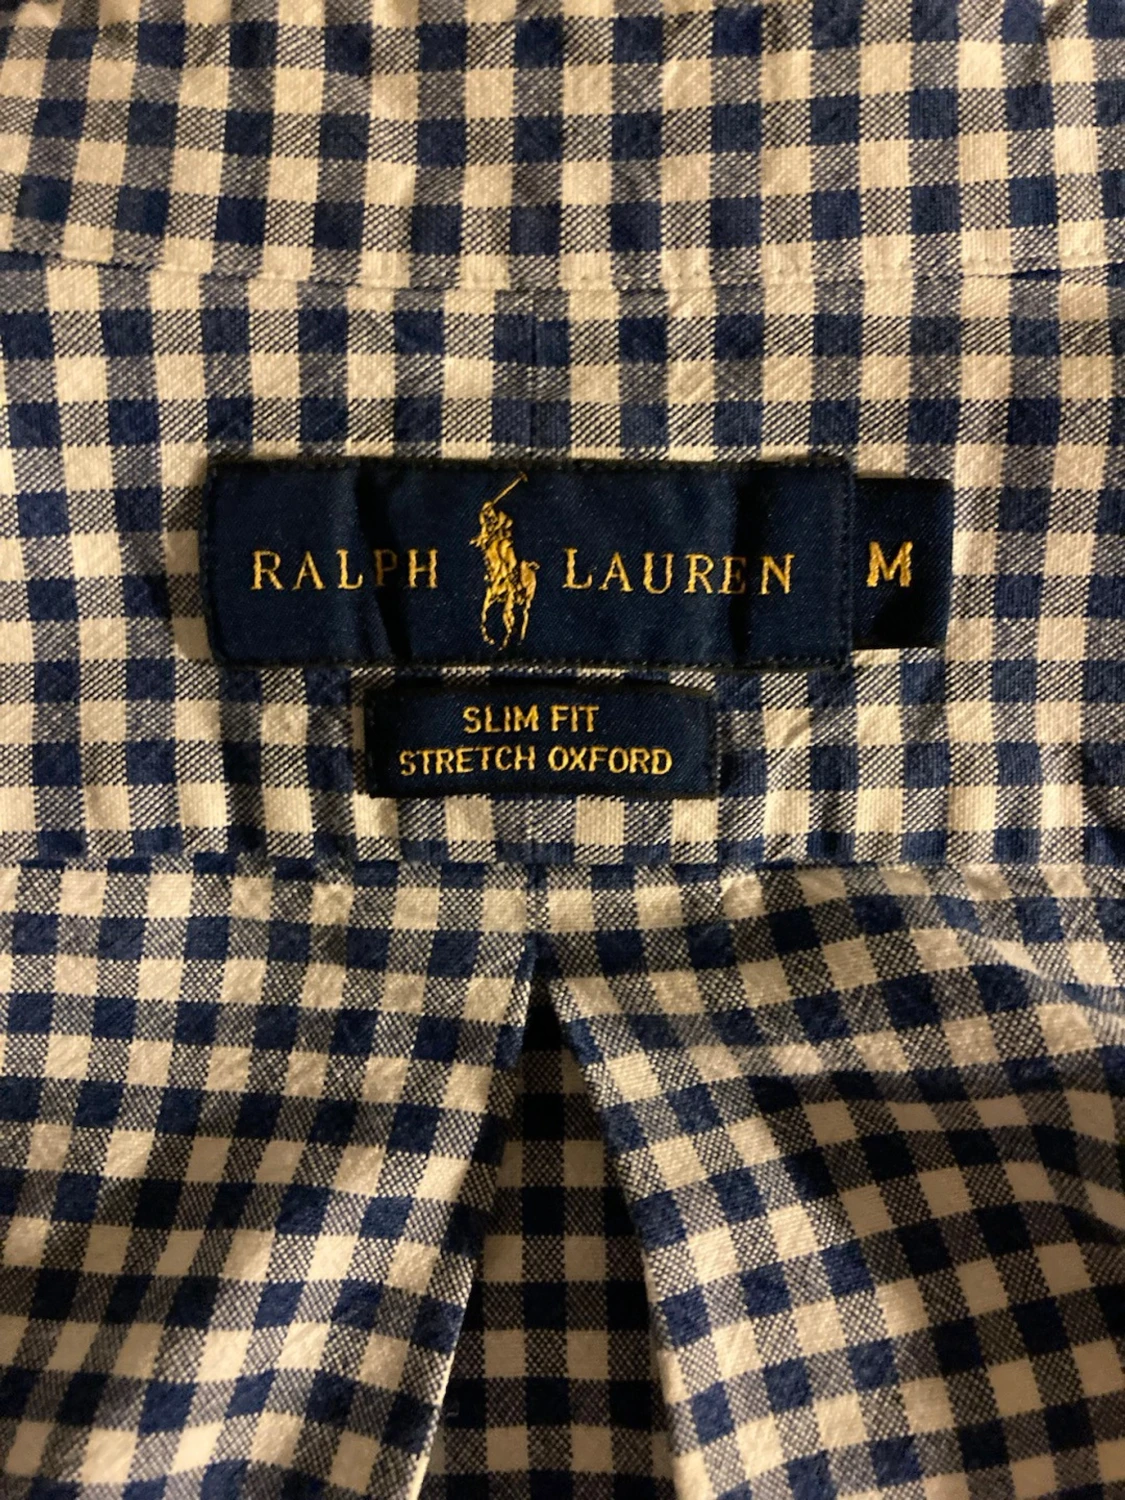 RALPH LAUREN M
SLIM FIT
STRETCH OXFORD